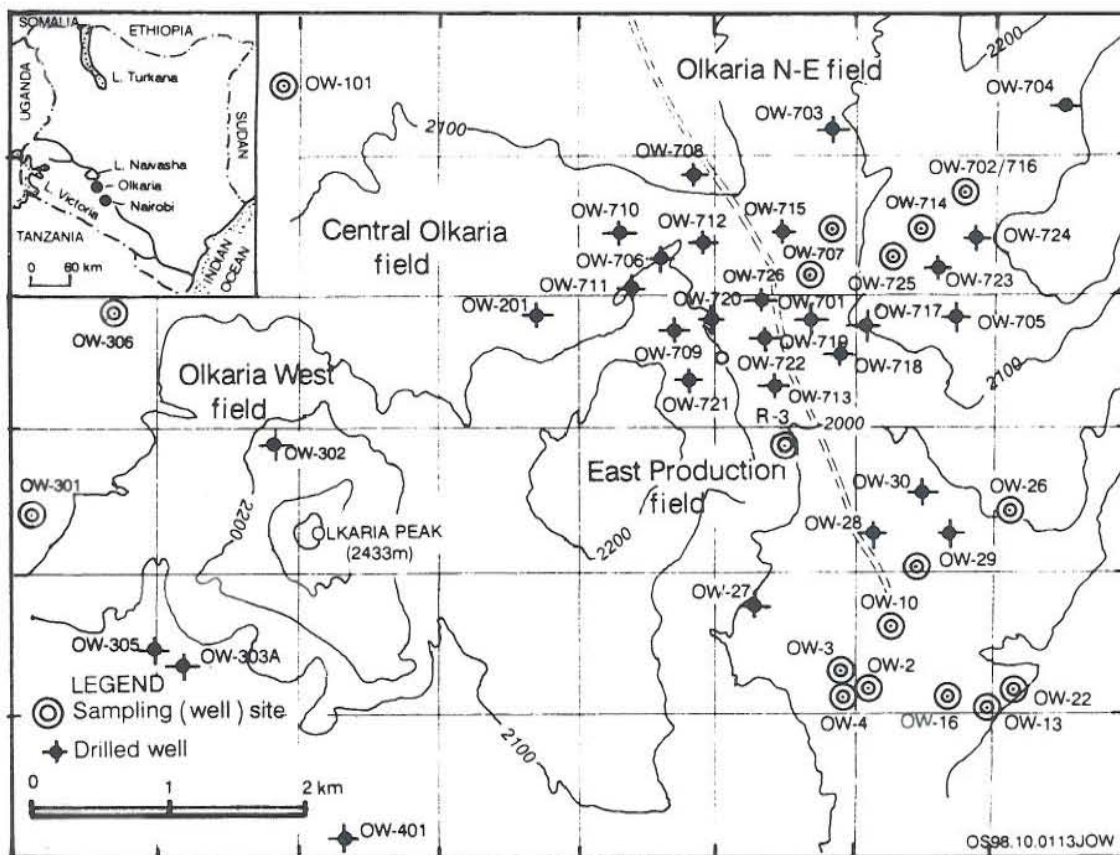 SOMALIA
ETHIOPIA
L. Turkana
UGANDA
SUDAN
L. Naivasha
Olkaria
Nairobi
L. Victoria
TANZANIA
INDIAN
OCEAN
0 60 km
OW-101
2100
Olkaria N-E field
2200
OW-703
OW-704
OW-708
OW-702/716
OW-714
OW-710
OW-712
OW-715
Central Olkaria
field
OW-706
OW-707
OW-724
OW-711
OW-726
OW-725
OW-723
OW-201
OW-720
OW-701
OW-717
OW-705
OW-306
OW-709
OW-719
OW-722
OW-718
2100
Olkaria West
field
OW-721
OW-713
R-3
2000
OW-302
East Production
field
OW-301
OW-30
OW-26
2200
OLKARIA PEAK
(2433m)
2200
OW-28
OW-29
OW-27
OW-10
OW-305
OW-303A
OW-3
OW-2
LEGEND
Sampling (well) site
OW-4
OW-16
OW-13
OW-22
Drilled well
2100
0 1 2 km
OW-401
OS98.10.0113JOW